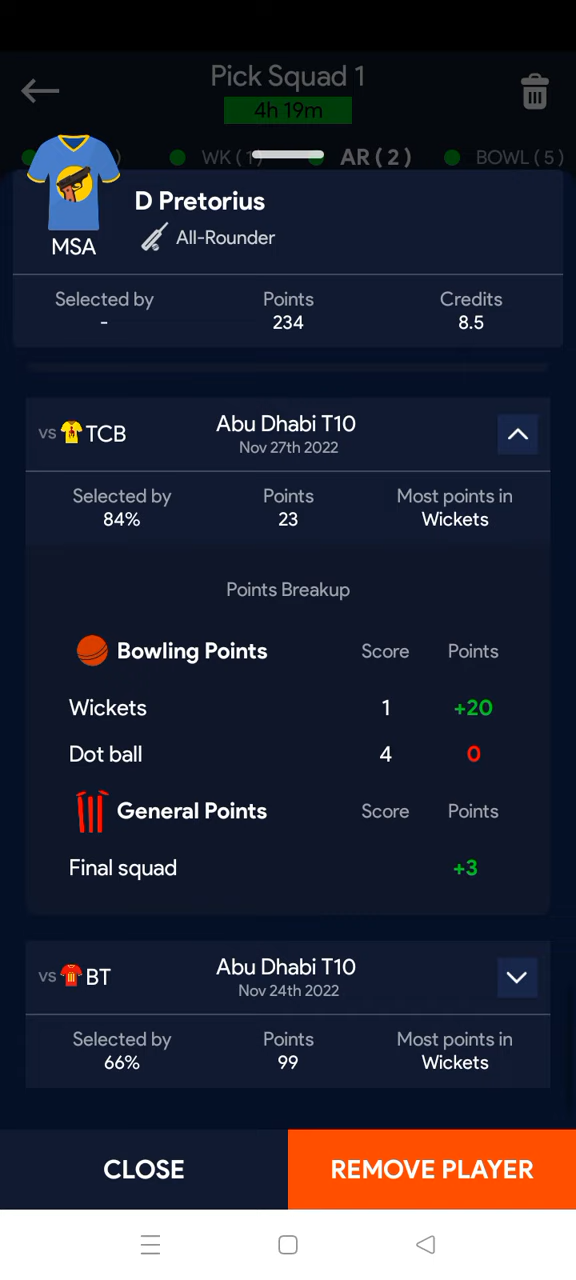 Pick Squad 1
4h 19m
WK (1)
AR ( 2 )
BOWL ( 5 )
D Pretorius
MSA
All-Rounder
Selected by
Points
Credits
-
234
8.5
vs TCB
Abu Dhabi T10
Nov 27th 2022
Selected by
Points
Most points in
84%
23
Wickets
Points Breakup
Bowling Points
Score
Points
Wickets
1
+20
Dot ball
4
0
General Points
Score
Points
Final squad
+3
vs BT
Abu Dhabi T10
Nov 24th 2022
Selected by
Points
Most points in
66%
99
Wickets
CLOSE
REMOVE PLAYER